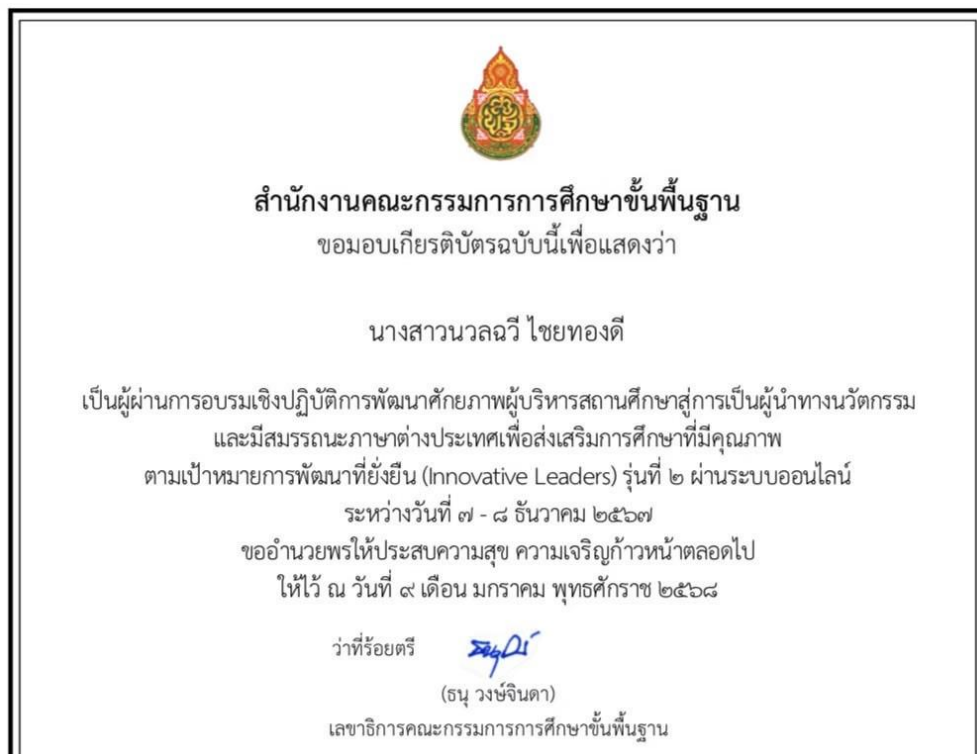 สำนักงานคณะกรรมการการศึกษาขั้นพื้นฐาน
ขอมอบเกียรติบัตรฉบับนี้เพื่อแสดงว่า
นางสาวนวลฉวี ไชยทองดี
เป็นผู้ผ่านการอบรมเชิงปฏิบัติการพัฒนาศักยภาพผู้บริหารสถานศึกษาสู่การเป็นผู้นำทางนวัตกรรม
และมีสมรรถนะภาษาต่างประเทศเพื่อส่งเสริมการศึกษาที่มีคุณภาพ
ตามเป้าหมายการพัฒนาที่ยั่งยืน (Innovative Leaders) รุ่นที่ ๒ ผ่านระบบออนไลน์
ระหว่างวันที่ ๗ - ๘ ธันวาคม ๒๕๖๗
ขออำนวยพรให้ประสบความสุข ความเจริญก้าวหน้าตลอดไป
ให้ไว้ ณ วันที่ ๙ เดือน มกราคม พุทธศักราช ๒๕๖๘
ว่าที่ร้อยตรี
(ธนุ วงษ์จินดา)
เลขาธิการคณะกรรมการการศึกษาขั้นพื้นฐาน